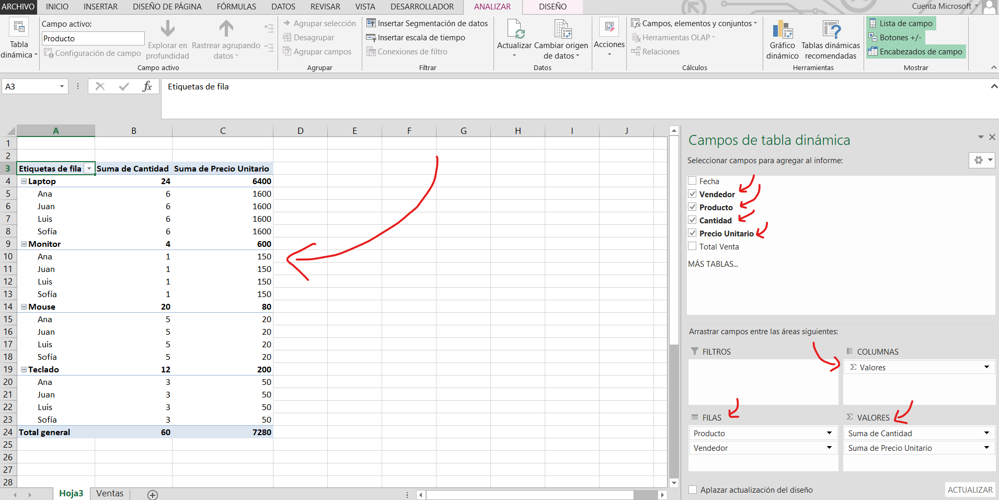 ARCHIVO INICIO INSERTAR DISEÑO DE PÁGINA FÓRMULAS DATOS REVISAR VISTA DESARROLLADOR ANALIZAR DISEÑO Cuenta Microsoft
Tabla dinámica
Campo activo:
Producto
Configuración de campo
Explorar en profundidad
Rastrear agrupando datos
Campo activo
Agrupar selección
Desagrupar
Agrupar campos
Agrupar
Insertar Segmentación de datos
Insertar escala de tiempo
Conexiones de filtro
Filtrar
Actualizar
Cambiar origen de datos
Datos
Acciones
Campos, elementos y conjuntos
Herramientas OLAP
Relaciones
Cálculos
Gráfico dinámico
Tablas dinámicas recomendadas
Herramientas
Lista de campo
Botones +/-
Encabezados de campo
Mostrar
A3 fx Etiquetas de fila
A B C D E F G H I J
1
2
3 Etiquetas de fila Suma de Cantidad Suma de Precio Unitario
4 Laptop 24 6400
5 Ana 6 1600
6 Juan 6 1600
7 Luis 6 1600
8 Sofía 6 1600
9 Monitor 4 600
10 Ana 1 150
11 Juan 1 150
12 Luis 1 150
13 Sofía 1 150
14 Mouse 20 80
15 Ana 5 20
16 Juan 5 20
17 Luis 5 20
18 Sofía 5 20
19 Teclado 12 200
20 Ana 3 50
21 Juan 3 50
22 Luis 3 50
23 Sofía 3 50
24 Total general 60 7280
25
26
27
28
Hoja3 Ventas
Campos de tabla dinámica
Seleccionar campos para agregar al informe:
Fecha
Vendedor
Producto
Cantidad
Precio Unitario
Total Venta
MÁS TABLAS...
Arrastrar campos entre las áreas siguientes:
FILTROS
COLUMNAS
Σ Valores
FILAS
Producto
Vendedor
Σ VALORES
Suma de Cantidad
Suma de Precio Unitario
Aplazar actualización del diseño
ACTUALIZAR